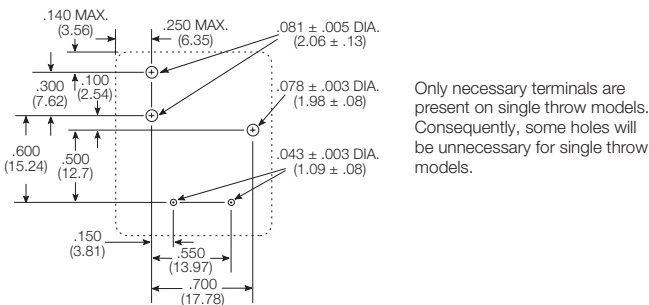 .140 MAX.
(3.56)
.250 MAX.
(6.35)
.081 ± .005 DIA.
(2.06 ± .13)
.300
(7.62)
.100
(2.54)
.078 ± .003 DIA.
(1.98 ± .08)
.600
(15.24)
.500
(12.7)
.043 ± .003 DIA.
(1.09 ± .08)
.150
(3.81)
.550
(13.97)
.700
(17.78)
Only necessary terminals are
present on single throw models.
Consequently, some holes will
be unnecessary for single throw
models.